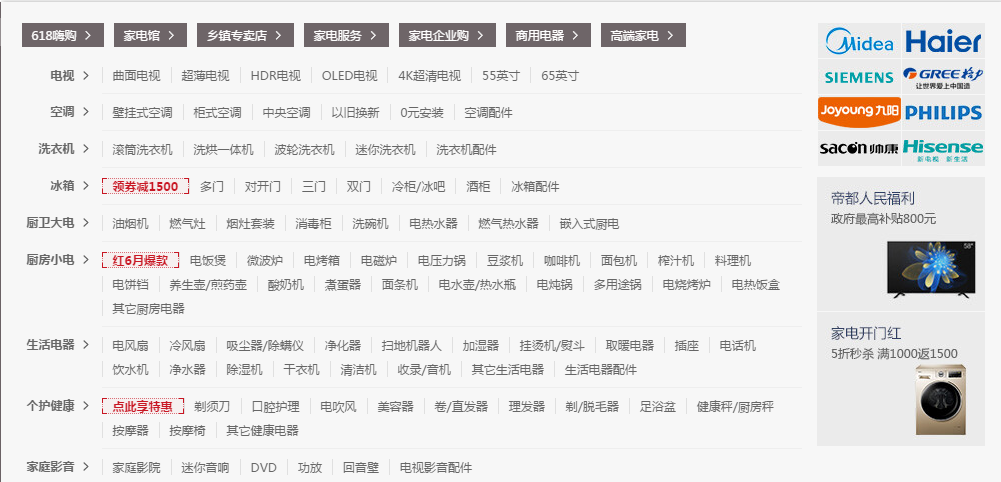 618嗨购 > 家电馆 > 乡镇专卖店 > 家电服务 > 家电企业购 > 商用电器 > 高端家电 >
电视 > 曲面电视 超薄电视 HDR电视 OLED电视 4K超清电视 55英寸 65英寸
空调 > 壁挂式空调 柜式空调 中央空调 以旧换新 0元安装 空调配件
洗衣机 > 滚筒洗衣机 洗烘一体机 波轮洗衣机 迷你洗衣机 洗衣机配件
冰箱 > 领券减1500 多门 对开门 三门 双门 冷柜/冰吧 酒柜 冰箱配件
厨卫大电 > 油烟机 燃气灶 烟灶套装 消毒柜 洗碗机 电热水器 燃气热水器 嵌入式厨电
厨房小电 > 红6月爆款 电饭煲 微波炉 电烤箱 电磁炉 电压力锅 豆浆机 咖啡机 面包机 榨汁机 料理机
电饼铛 养生壶/煎药壶 酸奶机 煮蛋器 面条机 电水壶/热水瓶 电炖锅 多用途锅 电烧烤炉 电热饭盒
其它厨房电器
生活电器 > 电风扇 冷风扇 吸尘器/除螨仪 净化器 扫地机器人 加湿器 挂烫机/熨斗 取暖电器 插座 电话机
饮水机 净水器 除湿机 干衣机 清洁机 收录/音机 其它生活电器 生活电器配件
个护健康 > 点此享特惠 剃须刀 口腔护理 电吹风 美容器 卷/直发器 理发器 剃/脱毛器 足浴盆 健康秤/厨房秤
按摩器 按摩椅 其它健康电器
家庭影音 > 家庭影院 迷你音响 DVD 功放 回音壁 电视影音配件
Midea Haier
SIEMENS GREE格力
让世界爱上中国造
Joyoung九阳 PHILIPS
sacon帅康 Hisense
新电视 新生活
帝都人民福利
政府最高补贴800元
58"
家电开门红
5折秒杀 满1000返1500